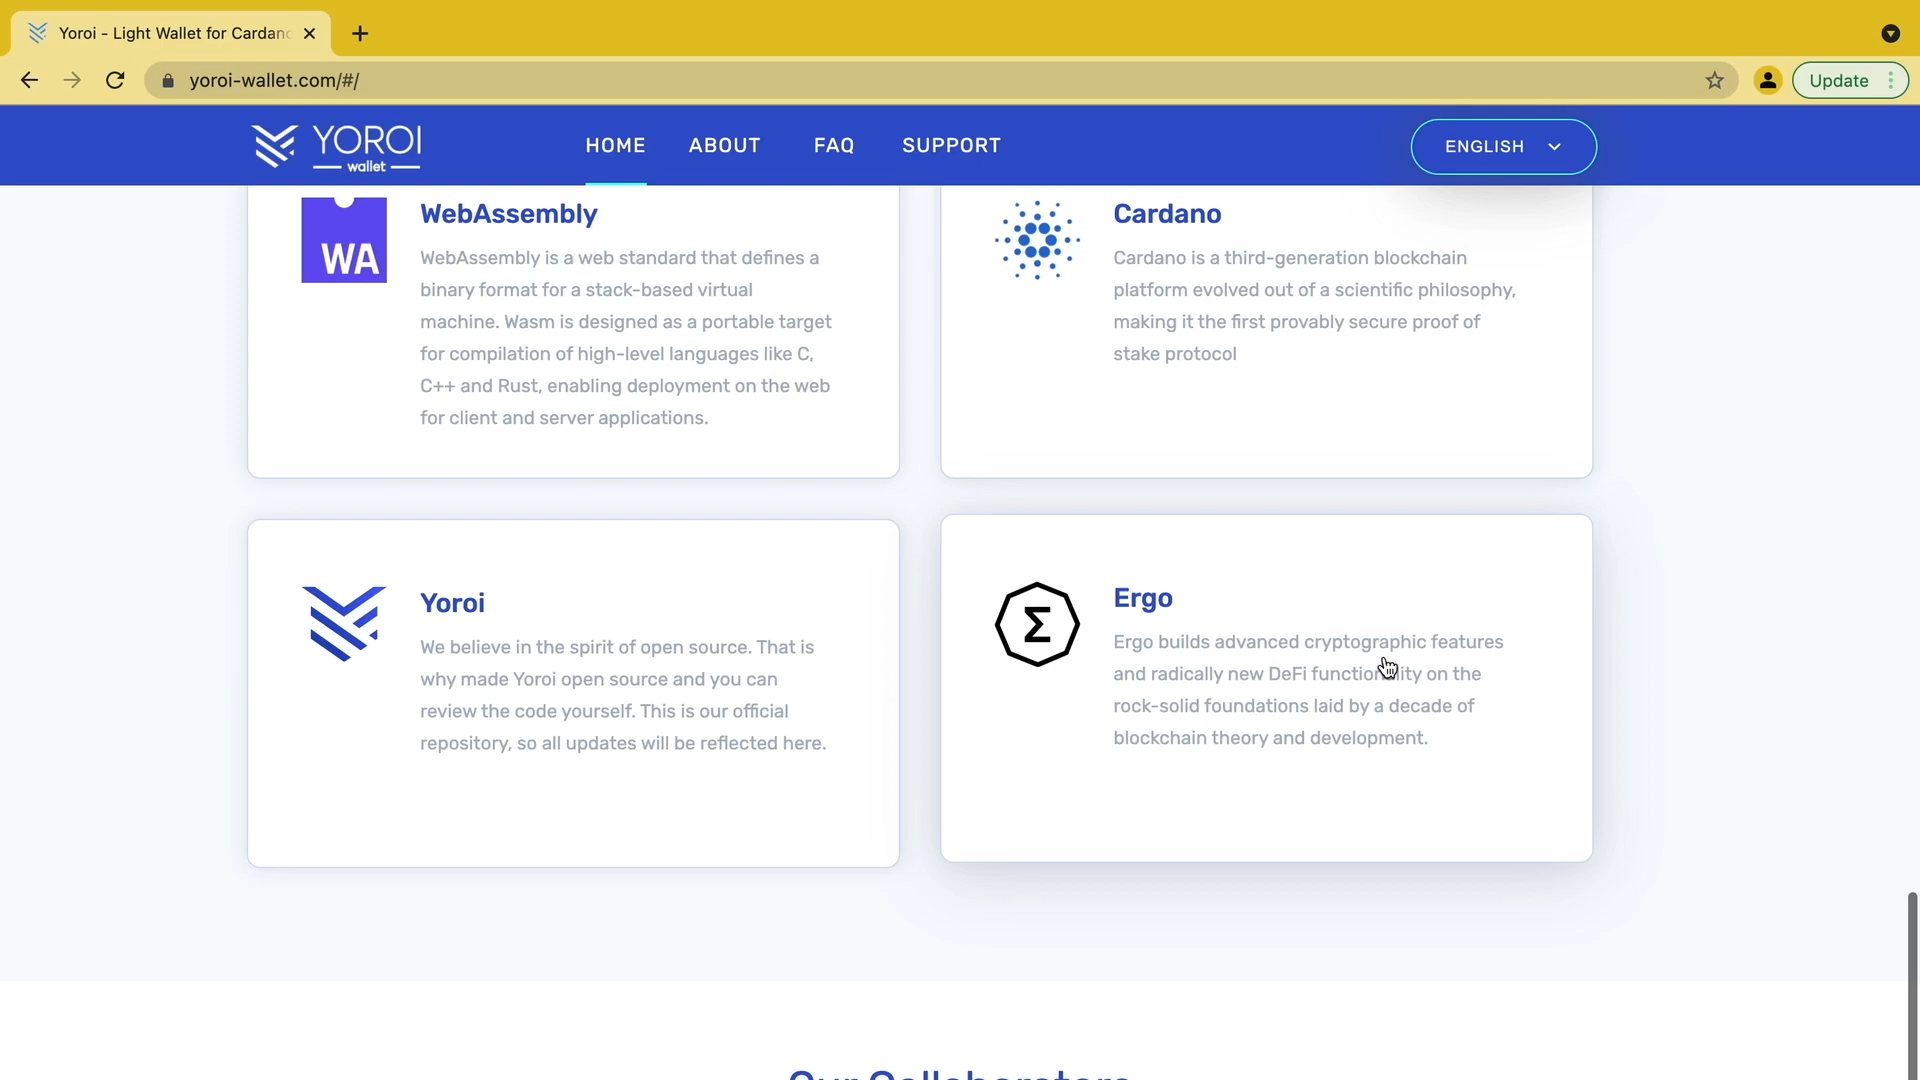 Yoroi - Light Wallet for Cardano
yoroi-wallet.com/#/
Update
YOROI
wallet
HOME
ABOUT
FAQ
SUPPORT
ENGLISH
WA
WebAssembly
WebAssembly is a web standard that defines a
binary format for a stack-based virtual
machine. Wasm is designed as a portable target
for compilation of high-level languages like C,
C++ and Rust, enabling deployment on the web
for client and server applications.
Cardano
Cardano is a third-generation blockchain
platform evolved out of a scientific philosophy,
making it the first provably secure proof of
stake protocol
Yoroi
We believe in the spirit of open source. That is
why made Yoroi open source and you can
review the code yourself. This is our official
repository, so all updates will be reflected here.
Σ
Ergo
Ergo builds advanced cryptographic features
and radically new DeFi functionality on the
rock-solid foundations laid by a decade of
blockchain theory and development.
Our Collaborators